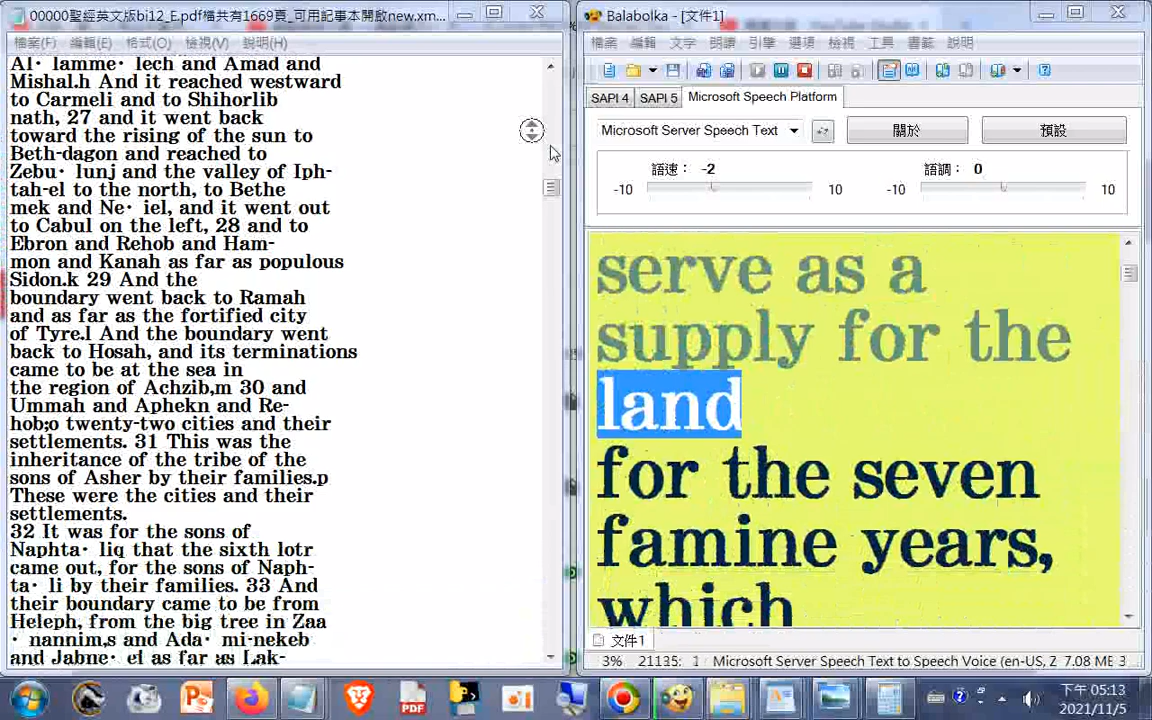 00000聖經英文版bi12_E.pdf檔共有1669頁_可用記事本開啟new.xm...
檔案(F) 編輯(E) 格式(O) 檢視(V) 說明(H)
Al· lamme· lech and Amad and
Mishal.h And it reached westward
to Carmeli and to Shihorlib
nath, 27 and it went back
toward the rising of the sun to
Beth-dagon and reached to
Zebu· lunj and the valley of Iph-
tah-el to the north, to Bethe
mek and Ne· iel, and it went out
to Cabul on the left, 28 and to
Ebron and Rehob and Ham-
mon and Kanah as far as populous
Sidon.k 29 And the
boundary went back to Ramah
and as far as the fortified city
of Tyre.l And the boundary went
back to Hosah, and its terminations
came to be at the sea in
the region of Achzib,m 30 and
Ummah and Aphekn and Re-
hob;o twenty-two cities and their
settlements. 31 This was the
inheritance of the tribe of the
sons of Asher by their families.p
These were the cities and their
settlements.
32 It was for the sons of
Naphta· liq that the sixth lotr
came out, for the sons of Naph-
ta· li by their families. 33 And
their boundary came to be from
Heleph, from the big tree in Zaa
· nannim,s and Ada· mi-nekeb
and Jabne· el as far as Lak-
Balabolka - [文件1]
檔案 編輯 文字 朗讀 引擎 選項 檢視 工具 書籤 說明
SAPI 4 SAPI 5 Microsoft Speech Platform
Microsoft Server Speech Text 關於 預設
語速： -2 語調： 0
-10 10 -10 10
serve as a
supply for the
land
for the seven
famine years,
which
文件1
3% 21135: 1 Microsoft Server Speech Text to Speech Voice (en-US, Z 7.08 MB 3
PDF
下午 05:13
2021/11/5